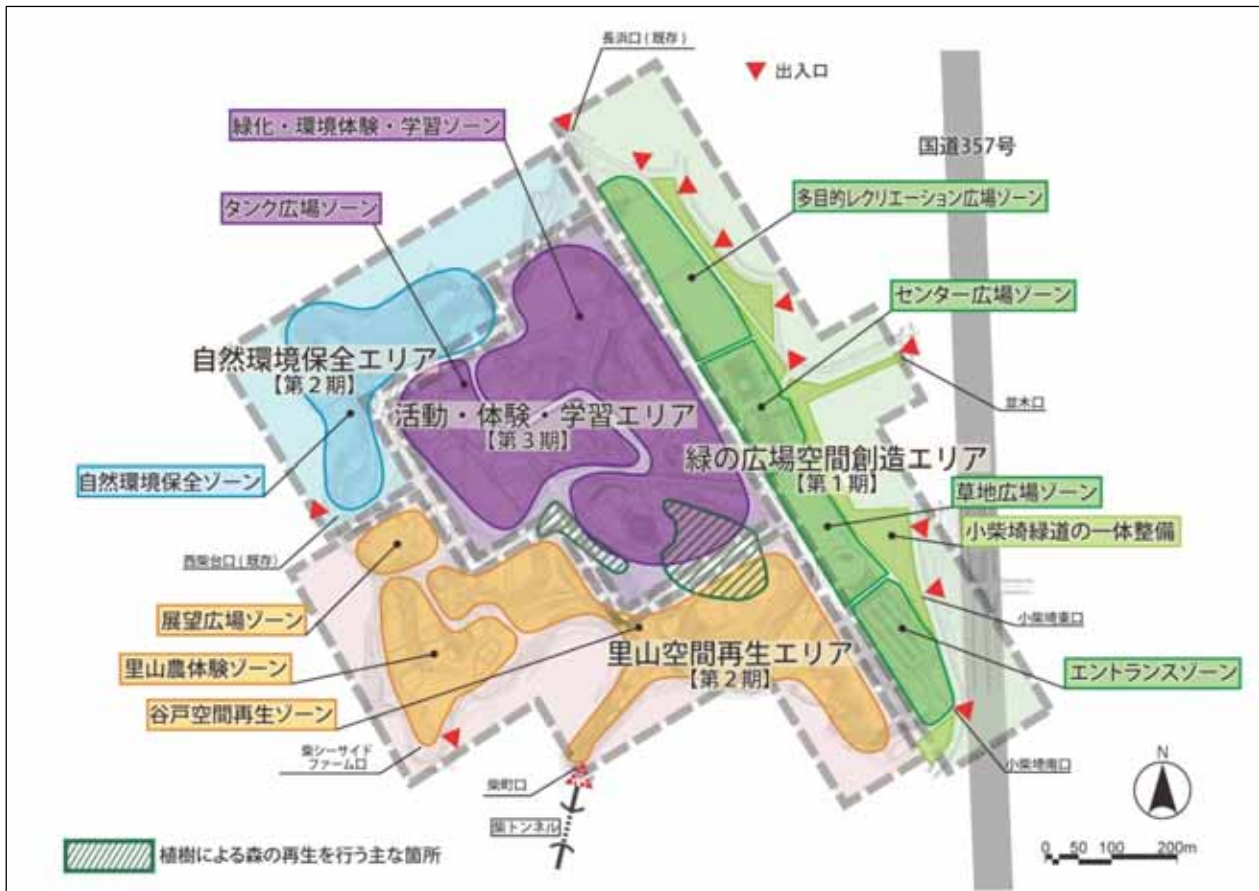 長浜口(既存)
出入口
緑化・環境体験・学習ゾーン
国道357号
多目的レクリエーション広場ゾーン
タンク広場ゾーン
センター広場ゾーン
自然環境保全エリア
【第2期】
並木口
活動・体験・学習エリア
【第3期】
緑の広場空間創造エリア
【第1期】
自然環境保全ゾーン
草地広場ゾーン
小柴埼緑道の一体整備
西柴台口(既存)
展望広場ゾーン
小柴埼東口
里山空間再生エリア
【第2期】
里山農体験ゾーン
エントランスゾーン
谷戸空間再生ゾーン
柴シーサイド
ファーム口
小柴埼南口
柴町口
N
柴トンネル
植樹による森の再生を行う主な箇所
0 50 100 200m